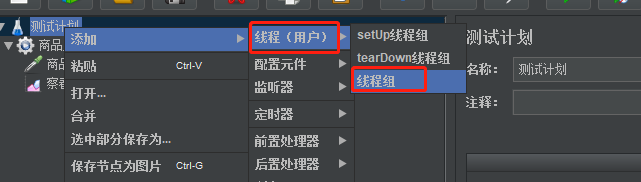 测试计划
商品
商品
察看
添加
粘贴 Ctrl-V
打开...
合并
选中部分保存为...
保存节点为图片 Ctrl-G
线程（用户）
配置元件
监听器
定时器
前置处理器
后置处理器
setUp线程组
tearDown线程组
线程组
测试计划
名称： 测试计划
注释：